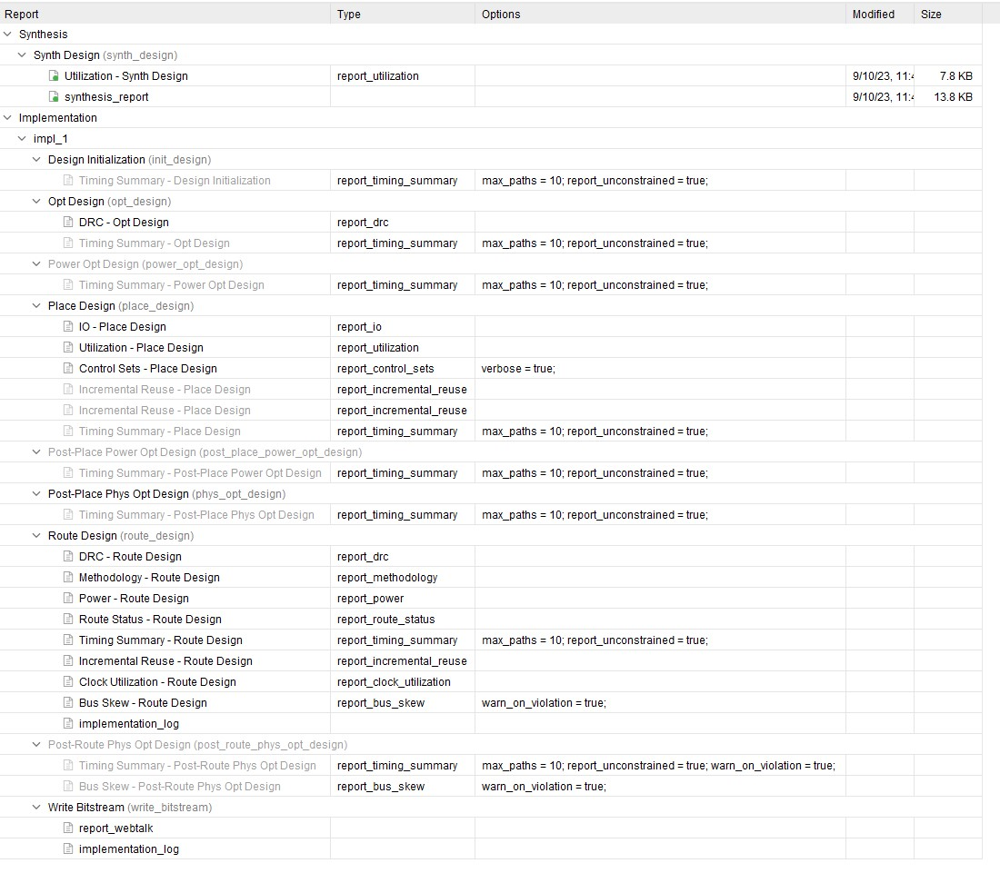 Report Type Options Modified Size
Synthesis
Synth Design (synth_design)
Utilization - Synth Design report_utilization 9/10/23, 11:4 7.8 KB
synthesis_report 9/10/23, 11:4 13.8 KB
Implementation
impl_1
Design Initialization (init_design)
Timing Summary - Design Initialization report_timing_summary max_paths = 10; report_unconstrained = true;
Opt Design (opt_design)
DRC - Opt Design report_drc
Timing Summary - Opt Design report_timing_summary max_paths = 10; report_unconstrained = true;
Power Opt Design (power_opt_design)
Timing Summary - Power Opt Design report_timing_summary max_paths = 10; report_unconstrained = true;
Place Design (place_design)
IO - Place Design report_io
Utilization - Place Design report_utilization
Control Sets - Place Design report_control_sets verbose = true;
Incremental Reuse - Place Design report_incremental_reuse
Incremental Reuse - Place Design report_incremental_reuse
Timing Summary - Place Design report_timing_summary max_paths = 10; report_unconstrained = true;
Post-Place Power Opt Design (post_place_power_opt_design)
Timing Summary - Post-Place Power Opt Design report_timing_summary max_paths = 10; report_unconstrained = true;
Post-Place Phys Opt Design (phys_opt_design)
Timing Summary - Post-Place Phys Opt Design report_timing_summary max_paths = 10; report_unconstrained = true;
Route Design (route_design)
DRC - Route Design report_drc
Methodology - Route Design report_methodology
Power - Route Design report_power
Route Status - Route Design report_route_status
Timing Summary - Route Design report_timing_summary max_paths = 10; report_unconstrained = true;
Incremental Reuse - Route Design report_incremental_reuse
Clock Utilization - Route Design report_clock_utilization
Bus Skew - Route Design report_bus_skew warn_on_violation = true;
implementation_log
Post-Route Phys Opt Design (post_route_phys_opt_design)
Timing Summary - Post-Route Phys Opt Design report_timing_summary max_paths = 10; report_unconstrained = true; warn_on_violation = true;
Bus Skew - Post-Route Phys Opt Design report_bus_skew warn_on_violation = true;
Write Bitstream (write_bitstream)
report_webtalk
implementation_log